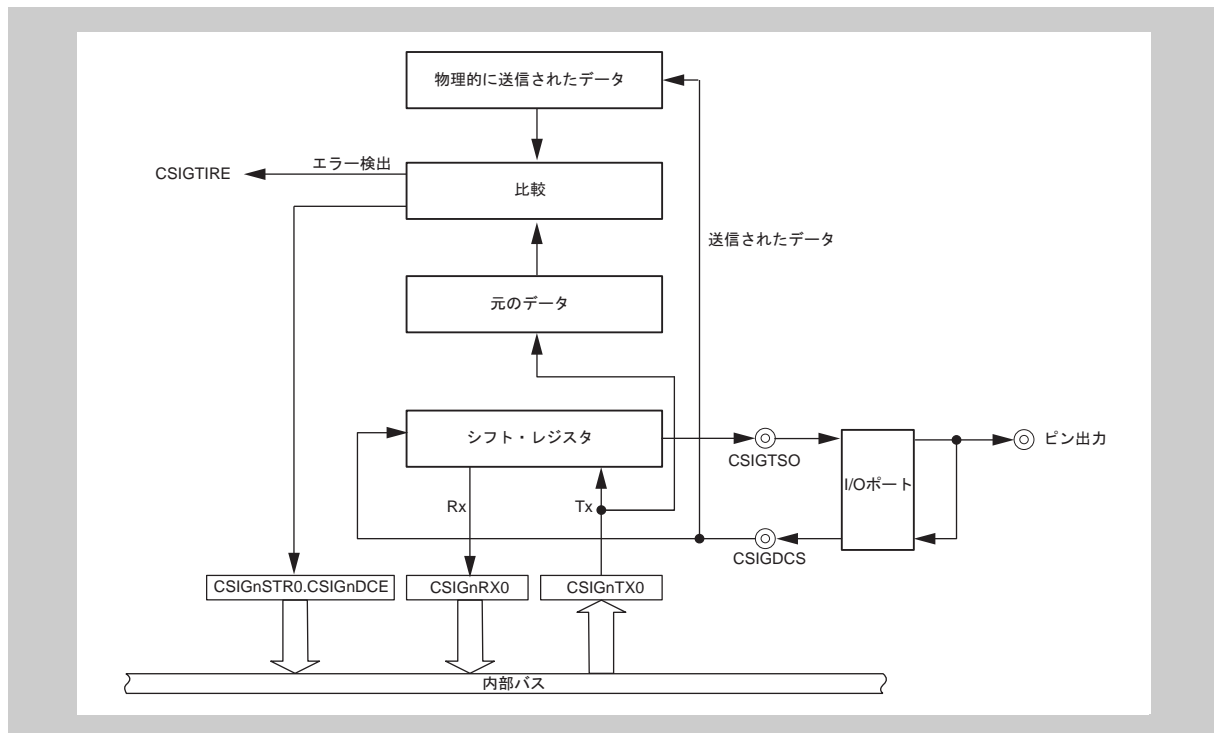 物理的に送信されたデータ
エラー検出
CSIGTIRE
比較
送信されたデータ
元のデータ
シフト・レジスタ
CSIGTSO
ピン出力
I/Oポート
Rx
Tx
CSIGDCS
CSIGnSTR0.CSIGnDCE
CSIGnRX0
CSIGnTX0
内部バス